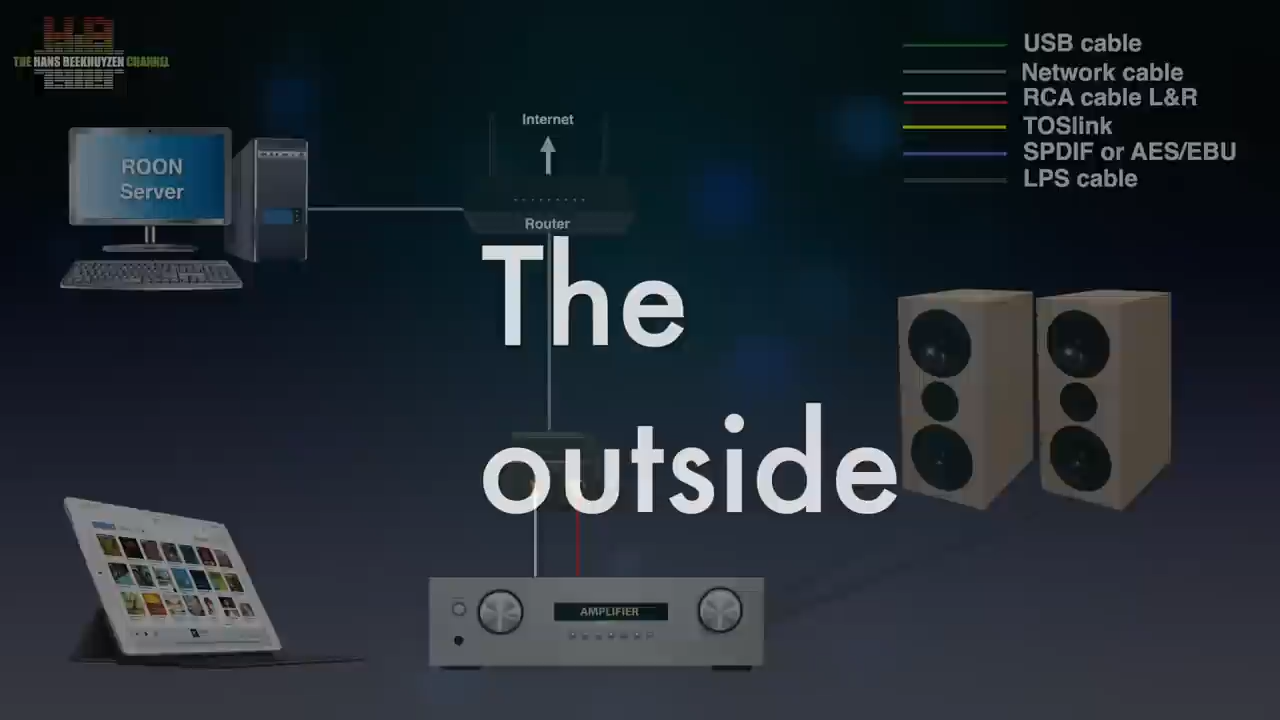 THE HANS BEEKHUYZEN CHANNEL
USB cable
Network cable
RCA cable L&R
TOSlink
SPDIF or AES/EBU
LPS cable
Internet
ROON
Server
Router
The
outside
AMPLIFIER